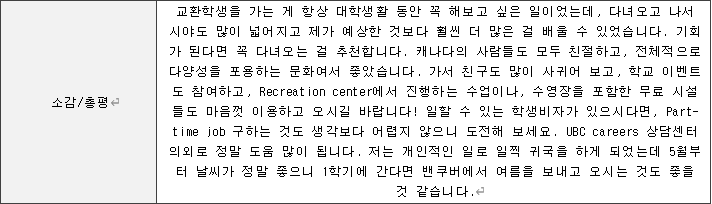 교환학생을 가는 게 항상 대학생활 동안 꼭 해보고 싶은 일이었는데, 다녀오고 나서
시야도 많이 넓어지고 제가 예상한 것보다 훨씬 더 많은 걸 배울 수 있었습니다. 기회
가 된다면 꼭 다녀오는 걸 추천합니다. 캐나다의 사람들도 모두 친절하고, 전체적으로
다양성을 포용하는 문화여서 좋았습니다. 가서 친구도 많이 사귀어 보고, 학교 이벤트
소감/총평
도 참여하고, Recreation center에서 진행하는 수업이나, 수영장을 포함한 무료 시설
들도 마음껏 이용하고 오시길 바랍니다! 일할 수 있는 학생비자가 있으시다면, Part-
time job 구하는 것도 생각보다 어렵지 않으니 도전해 보세요. UBC careers 상담센터
의외로 정말 도움 많이 됩니다. 저는 개인적인 일로 일찍 귀국을 하게 되었는데 5월부
터 날씨가 정말 좋으니 1학기에 간다면 밴쿠버에서 여름을 보내고 오시는 것도 좋을
것 같습니다.